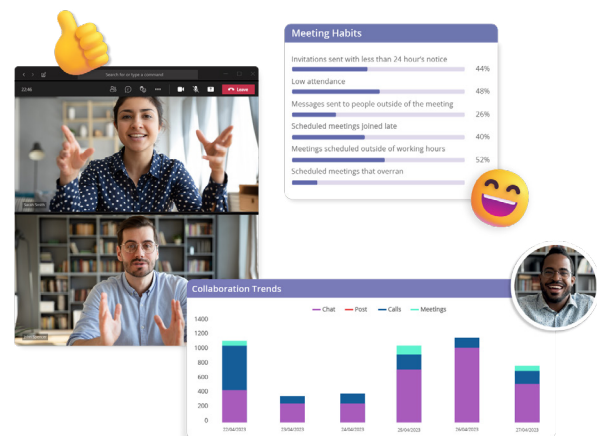 Meeting Habits
Invitations sent with less than 24 hour's notice
44%
Low attendance
48%
Messages sent to people outside of the meeting
26%
Scheduled meetings joined late
40%
Meetings scheduled outside of working hours
52%
Scheduled meetings that overran
Search for or type a command
22:46
Leave
Collaboration Trends
Chat
Post
Calls
Meetings
1400
1200
1000
800
600
400
200
0
22/04/2023
23/04/2023
24/04/2023
25/04/2023
26/04/2023
27/04/2023